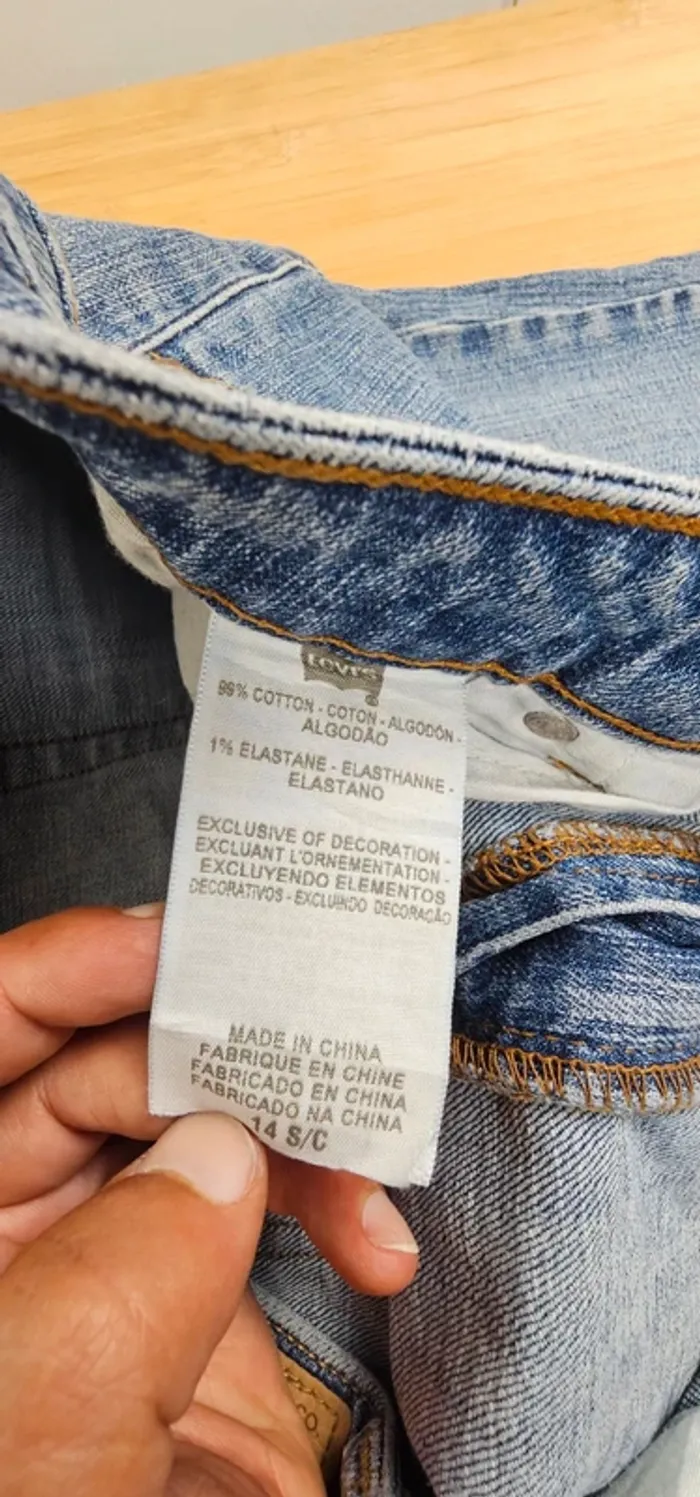 Levi's
®
99% COTTON - COTON - ALGODÓN -
ALGODÃO
1% ELASTANE - ELASTHANNE -
ELASTANO
EXCLUSIVE OF DECORATION -
EXCLUANT L'ORNEMENTATION -
EXCLUYENDO ELEMENTOS
DECORATIVOS - EXCLUINDO DECORAÇÃO
MADE IN CHINA
FABRIQUE EN CHINE
FABRICADO EN CHINA
FABRICADO NA CHINA
14 S/C
CO.